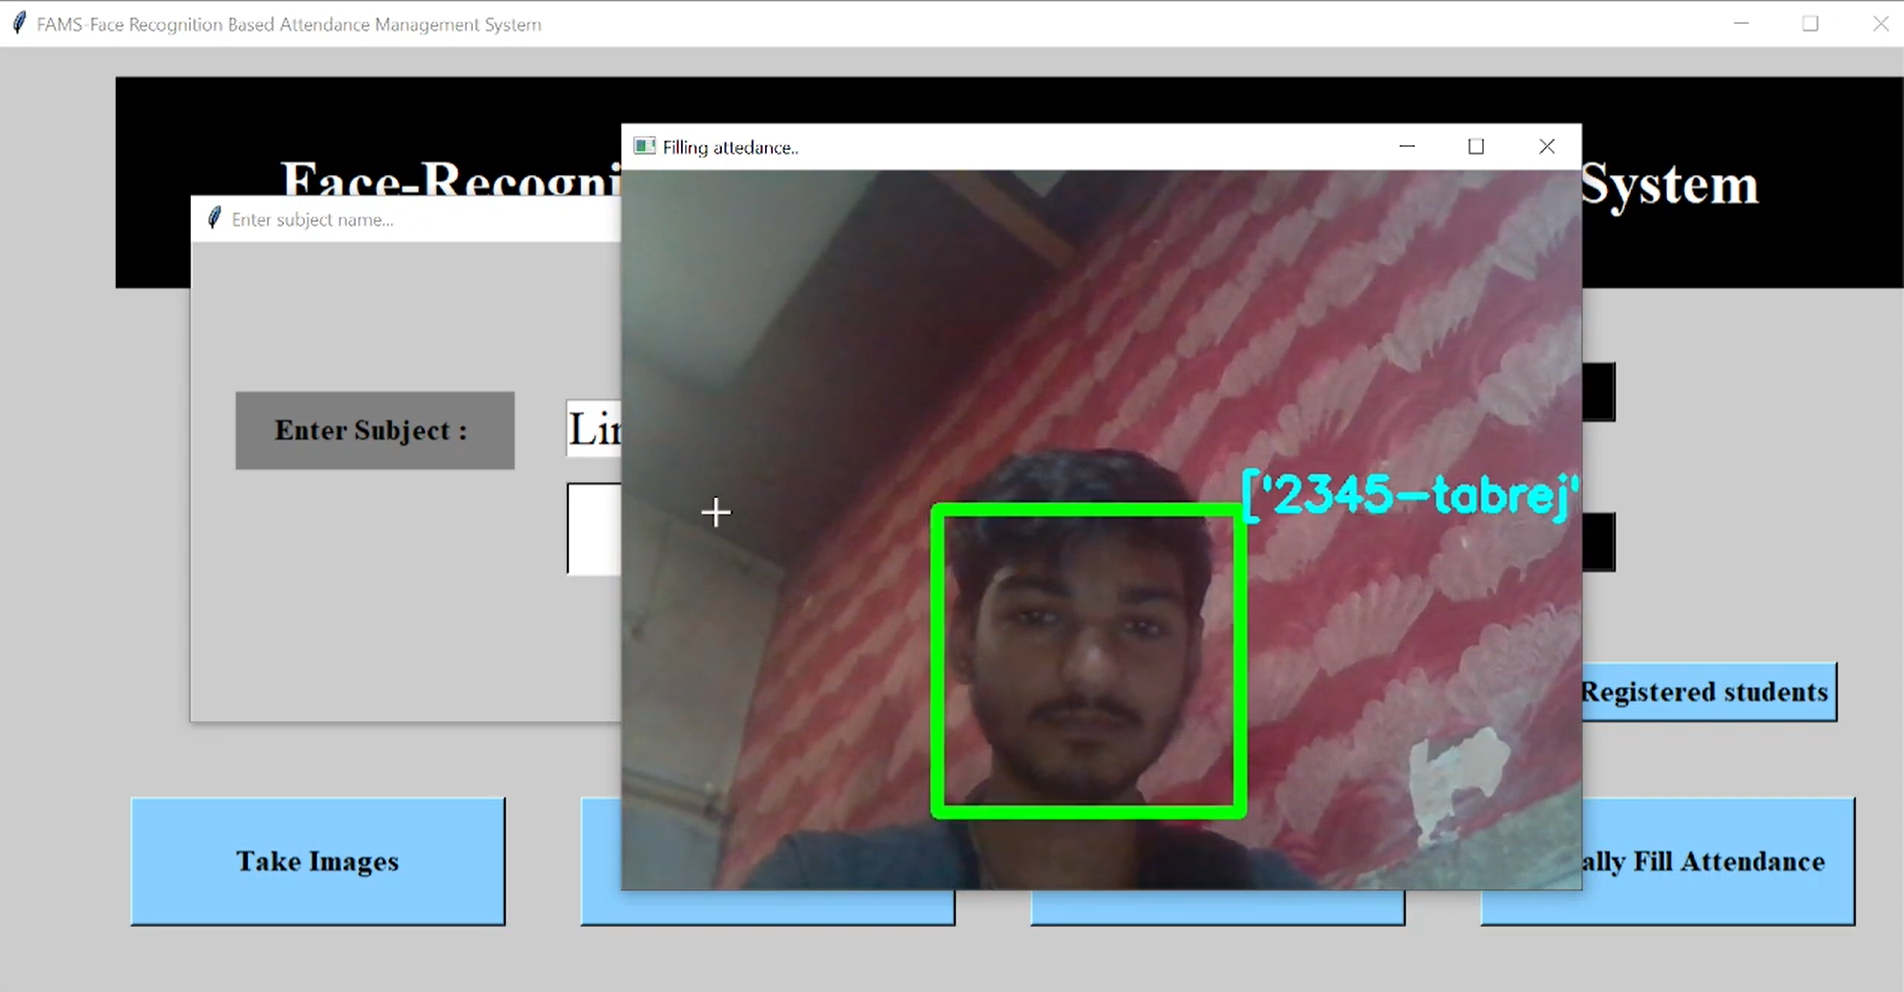 FAMS-Face Recognition Based Attendance Management System
Face-Recogni System
Filling attedance..
Enter subject name...
Enter Subject :
Lin
['2345-tabrej'
Registered students
Take Images
ally Fill Attendance